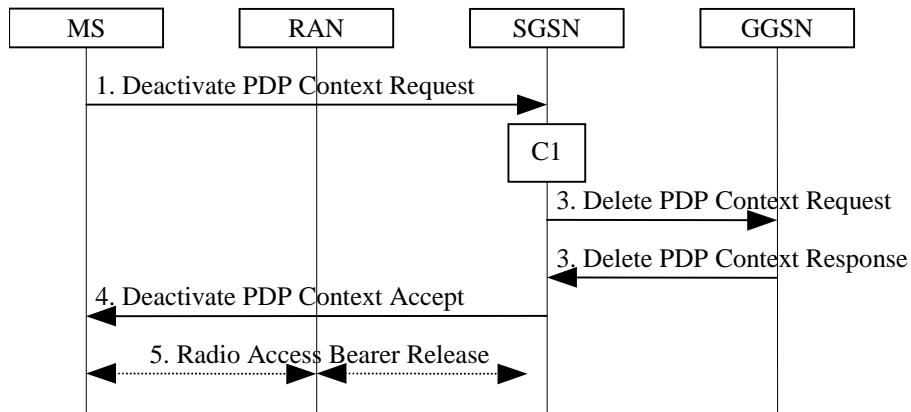 MS
RAN
SGSN
GGSN
1. Deactivate PDP Context Request
C1
3. Delete PDP Context Request
3. Delete PDP Context Response
4. Deactivate PDP Context Accept
5. Radio Access Bearer Release